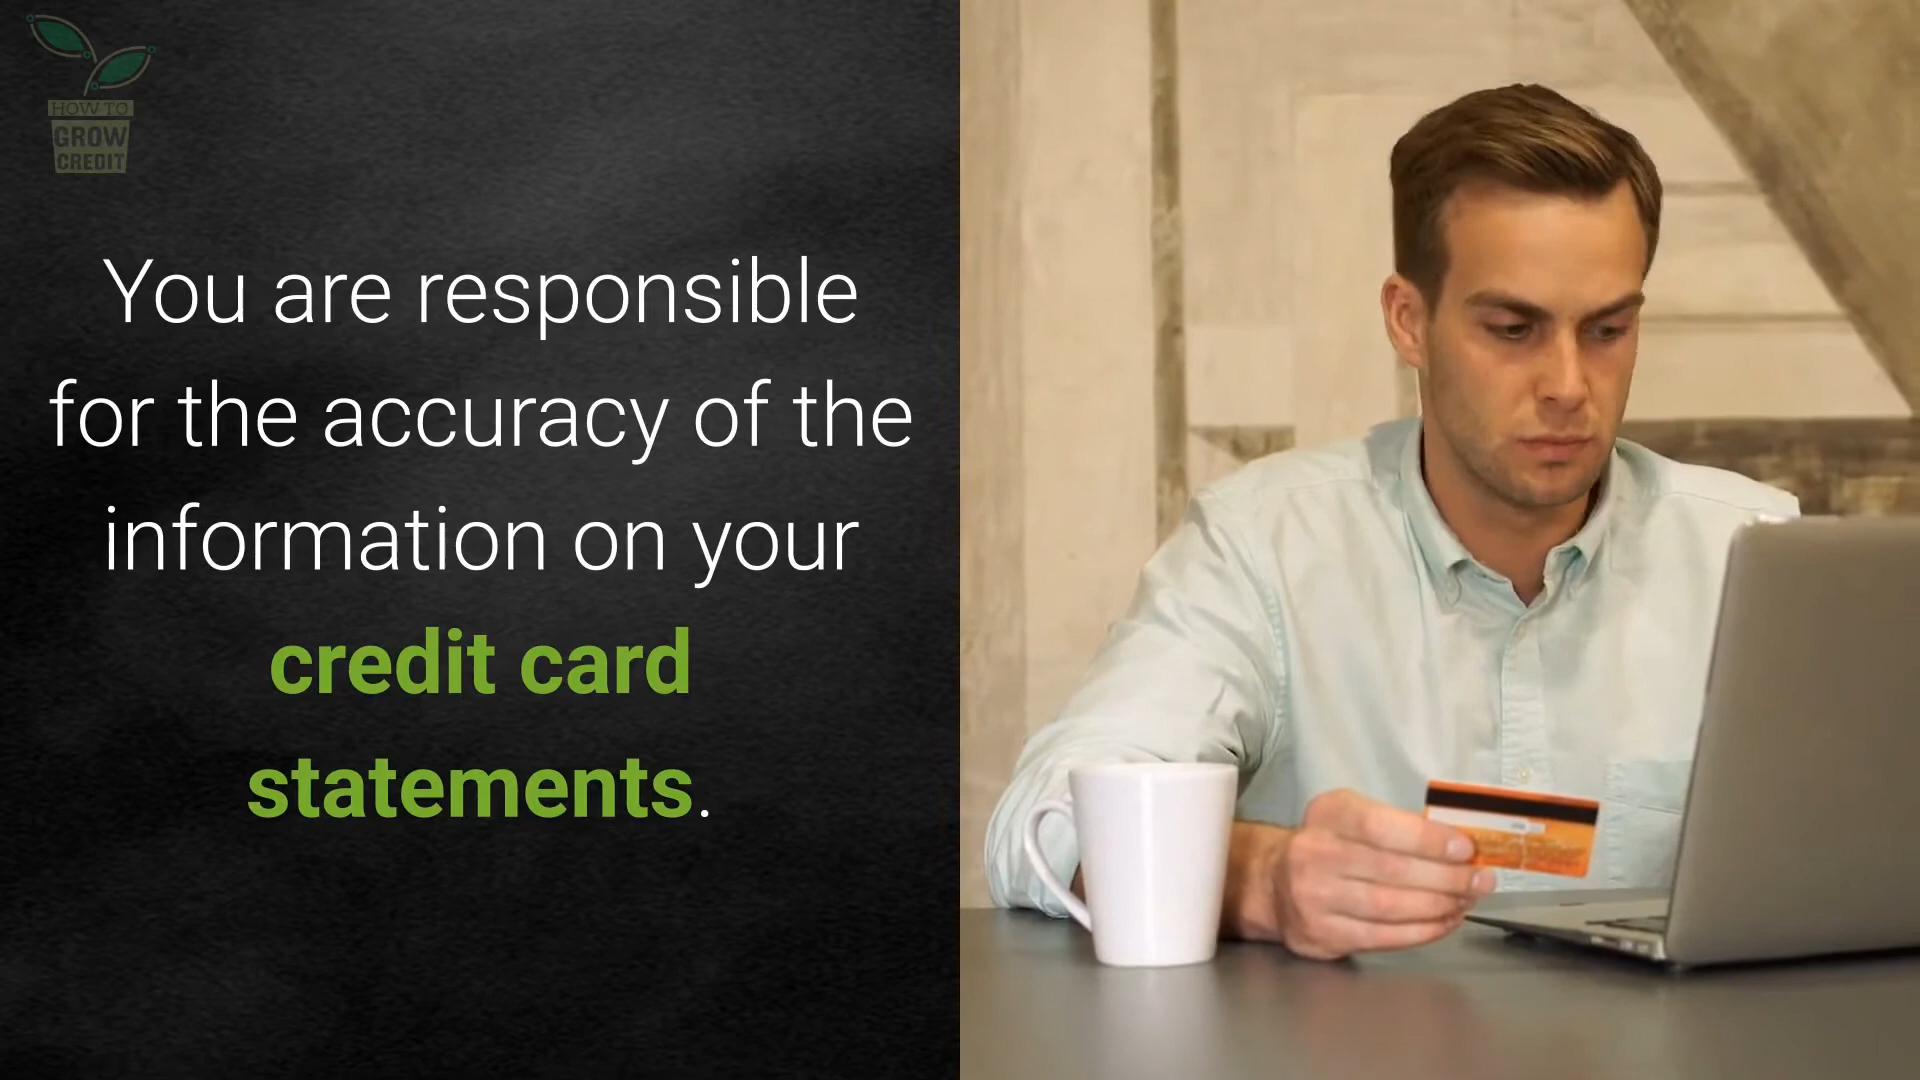 HOW TO
GROW
CREDIT
You are responsible
for the accuracy of the
information on your
credit card
statements.